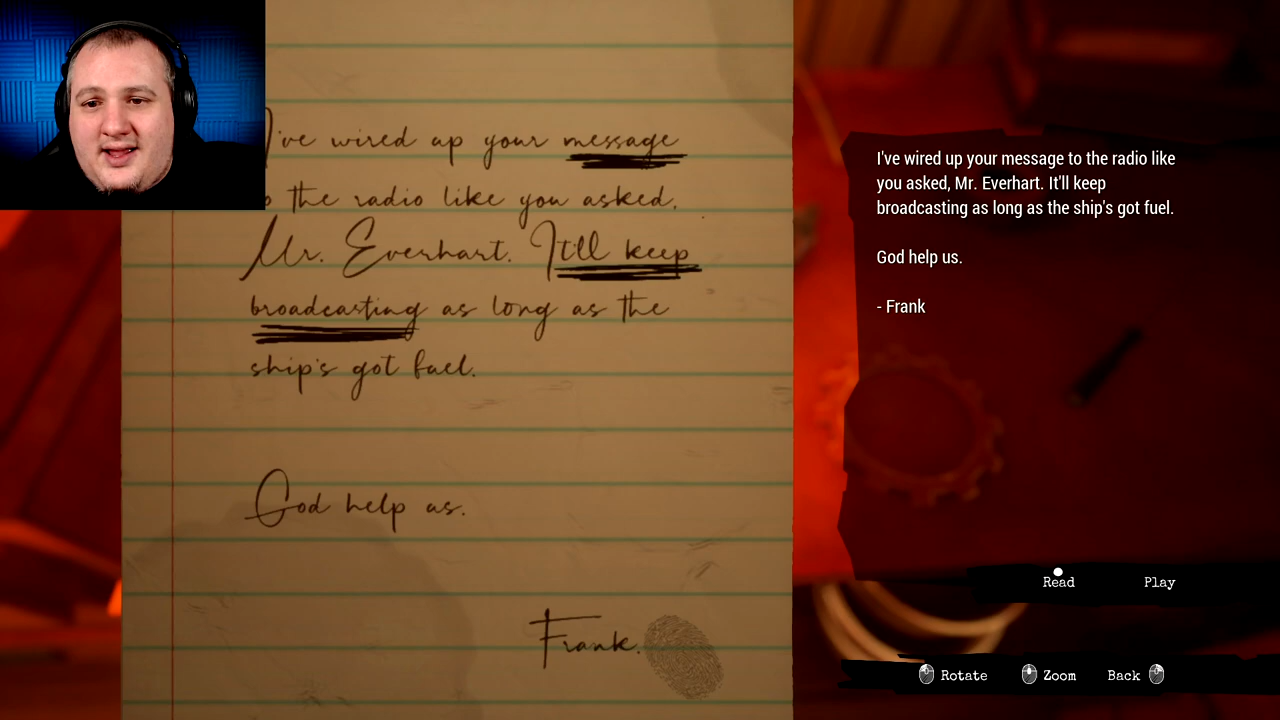 I've wired up your message
the radio like you asked,
Mr. Everhart. It'll keep
broadcasting as long as the
ship's got fuel.
God help us.
Frank.
I've wired up your message to the radio like
you asked, Mr. Everhart. It'll keep
broadcasting as long as the ship's got fuel.
God help us.
- Frank
Read Play
Rotate Zoom Back